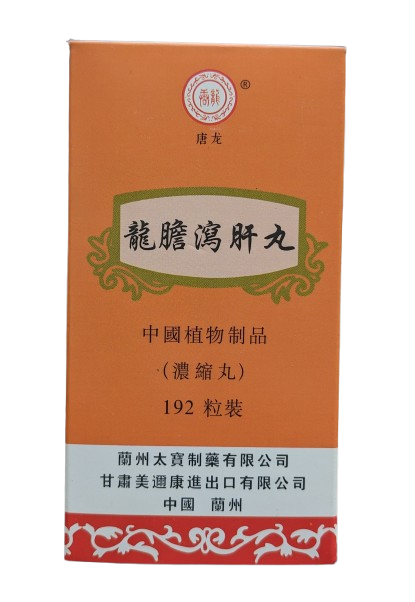 ®
唐龙
龍膽瀉肝丸
中國植物制品
(濃縮丸)
192 粒裝
蘭州太寶制藥有限公司
甘肅美邇康進出口有限公司
中國 蘭州